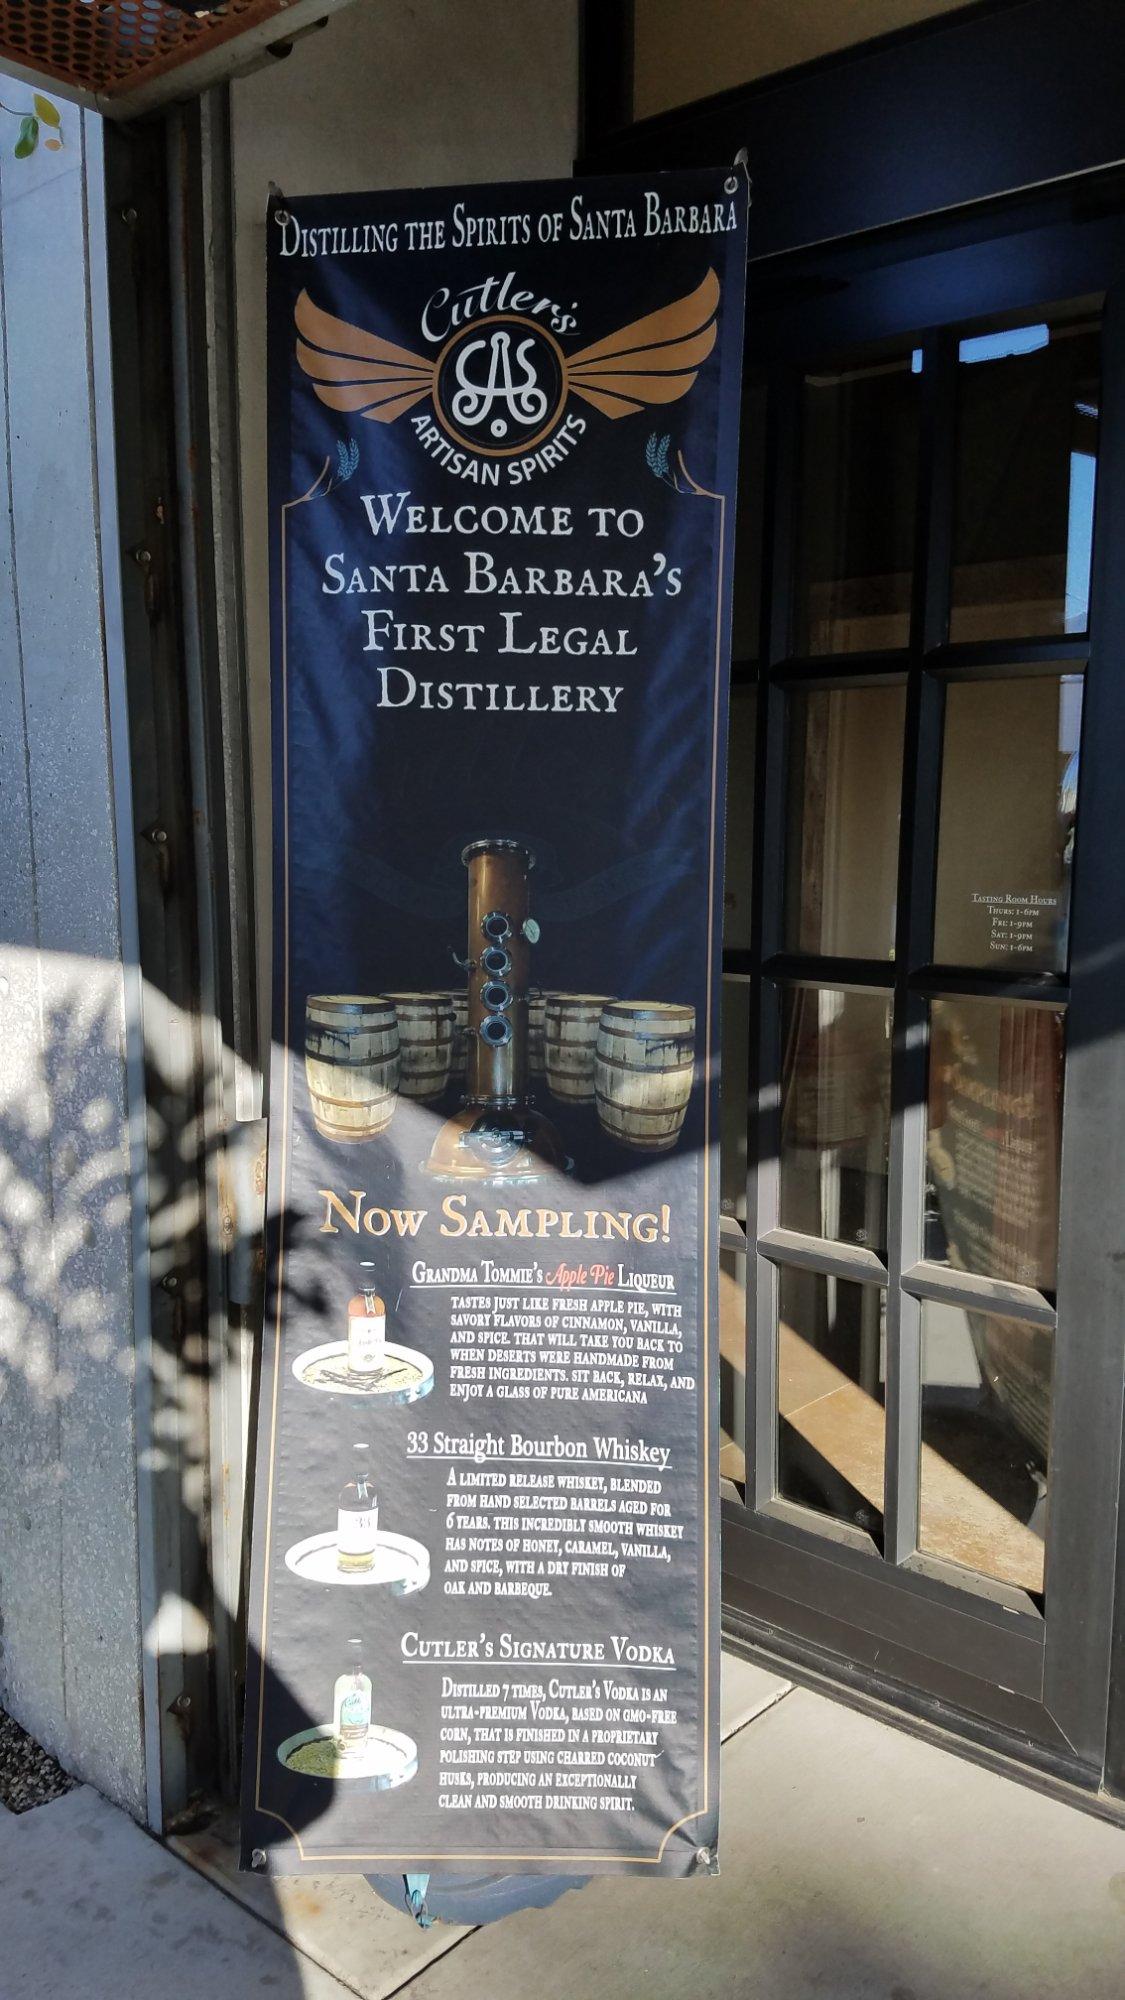 Distilling the Spirits of Santa Barbara
Cutler's
CAS
ARTISAN SPIRITS
Welcome to
Santa Barbara's
First Legal
Distillery
Tasting Room Hours
Thurs: 1-6pm
Fri: 1-9pm
Sat: 1-9pm
Sun: 1-6pm
Now Sampling!
Grandma Tommie's Apple Pie Liqueur
TASTES JUST LIKE FRESH APPLE PIE, WITH
SAVORY FLAVORS OF CINNAMON, VANILLA,
AND SPICE. THAT WILL TAKE YOU BACK TO
WHEN DESERTS WERE HANDMADE FROM
FRESH INGREDIENTS. SIT BACK, RELAX, AND
ENJOY A GLASS OF PURE AMERICANA
33 Straight Bourbon Whiskey
A LIMITED RELEASE WHISKEY, BLENDED
FROM HAND SELECTED BARRELS AGED FOR
6 YEARS. THIS INCREDIBLY SMOOTH WHISKEY
HAS NOTES OF HONEY, CARAMEL, VANILLA,
AND SPICE, WITH A DRY FINISH OF
OAK AND BARBEQUE.
33
Cutler's Signature Vodka
Distilled 7 times, Cutler's Vodka is an
ultra-premium Vodka, based on GMO-free
corn, that is finished in a proprietary
polishing step using charred coconut
husks, producing an exceptionally
clean and smooth drinking spirit.